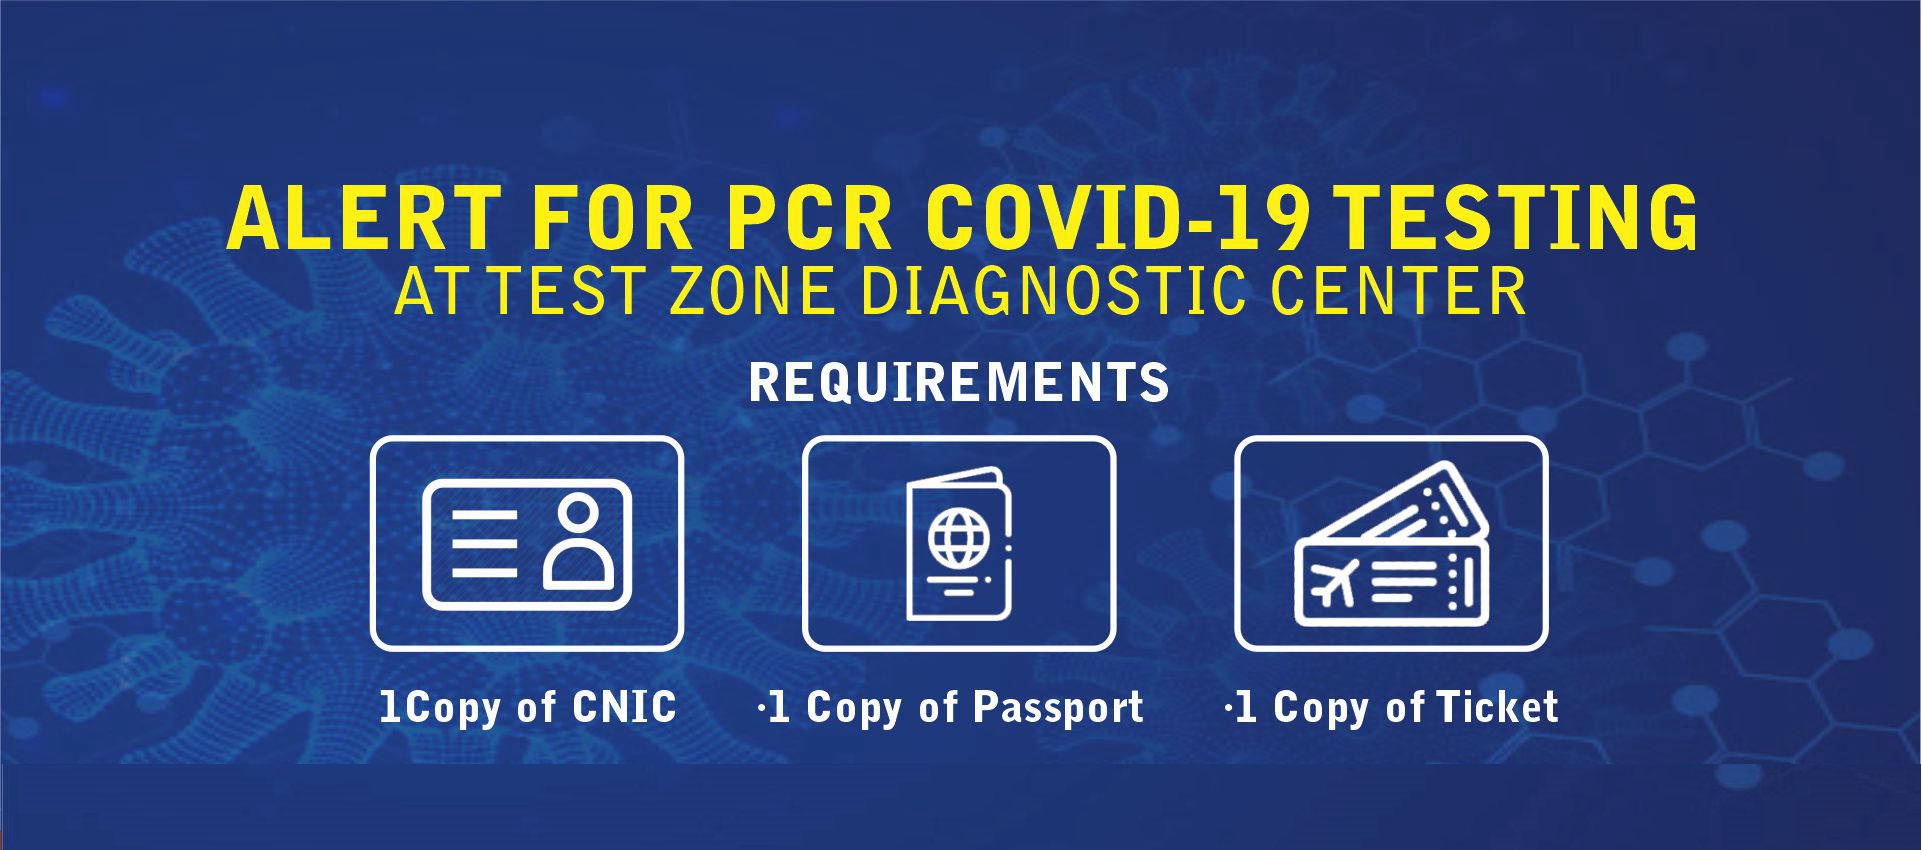 ALERT FOR PCR COVID-19 TESTING
AT TEST ZONE DIAGNOSTIC CENTER
REQUIREMENTS
1Copy of CNIC
·1 Copy of Passport
·1 Copy of Ticket